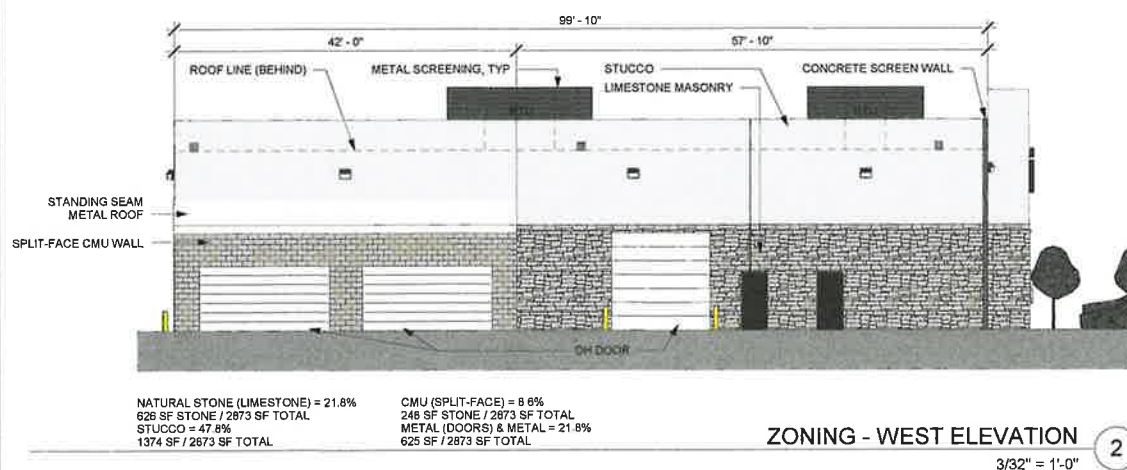 99' - 10"
42' - 0"
57' - 10"
ROOF LINE (BEHIND)
METAL SCREENING, TYP
STUCCO
LIMESTONE MASONRY
CONCRETE SCREEN WALL
RTU
RTU
STANDING SEAM
METAL ROOF
SPLIT-FACE CMU WALL
OH DOOR
NATURAL STONE (LIMESTONE) = 21.8%
626 SF STONE / 2873 SF TOTAL
STUCCO = 47.8%
1374 SF / 2873 SF TOTAL
CMU (SPLIT-FACE) = 8.6%
248 SF STONE / 2873 SF TOTAL
METAL (DOORS) & METAL = 21.8%
625 SF / 2873 SF TOTAL
ZONING - WEST ELEVATION
2
3/32" = 1'-0"